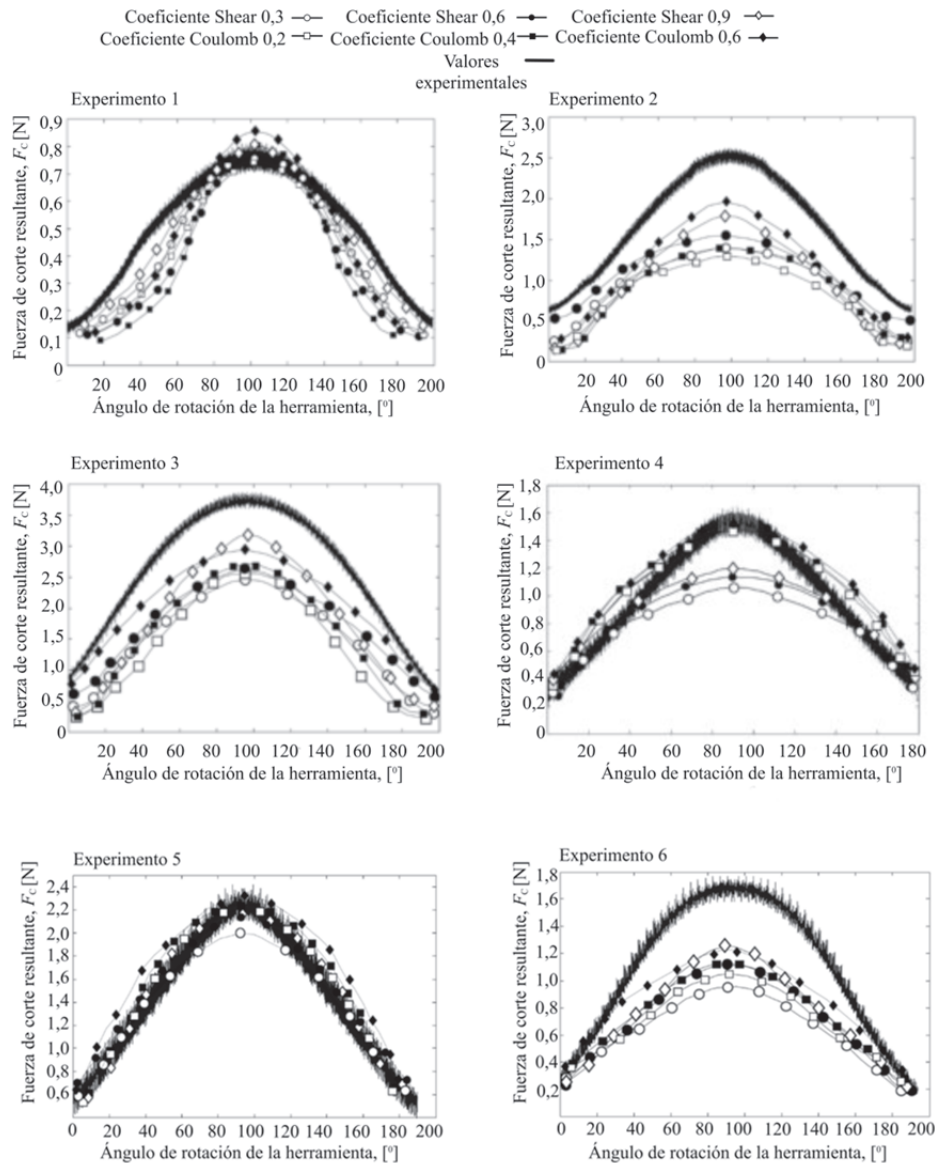 Coeficiente Shear 0,3 Coeficiente Shear 0,6 Coeficiente Shear 0,9
Coeficiente Coulomb 0,2 Coeficiente Coulomb 0,4 Coeficiente Coulomb 0,6
Valores
experimentales
Experimento 1
Fuerza de corte resultante, Fc [N]
0,9
0,8
0,7
0,6
0,5
0,4
0,3
0,2
0,1
0
20 40 60 80 100 120 140 160 180 200
Ángulo de rotación de la herramienta, [º]
Experimento 2
Fuerza de corte resultante, Fc [N]
3,0
2,5
2,0
1,5
1,0
0,5
0
20 40 60 80 100 120 140 160 180 200
Ángulo de rotación de la herramienta, [º]
Experimento 3
Fuerza de corte resultante, Fc [N]
4,0
3,0
2,5
2,0
1,5
1,0
0,5
0
20 40 60 80 100 120 140 160 180 200
Ángulo de rotación de la herramienta, [º]
Experimento 4
Fuerza de corte resultante, Fc [N]
1,8
1,6
1,4
1,2
1,0
0,8
0,6
0,4
0,2
0
20 40 60 80 100 120 140 160 180
Ángulo de rotación de la herramienta, [º]
Experimento 5
Fuerza de corte resultante, Fc [N]
2,4
2,2
2,0
1,8
1,6
1,4
1,2
1,0
0,8
0,6
0 20 40 60 80 100 120 140 160 180 200
Ángulo de rotación de la herramienta, [º]
Experimento 6
Fuerza de corte resultante, Fc [N]
1,8
1,6
1,4
1,2
1,0
0,8
0,6
0,4
0,2
0 20 40 60 80 100 120 140 160 180 200
Ángulo de rotación de la herramienta, [º]